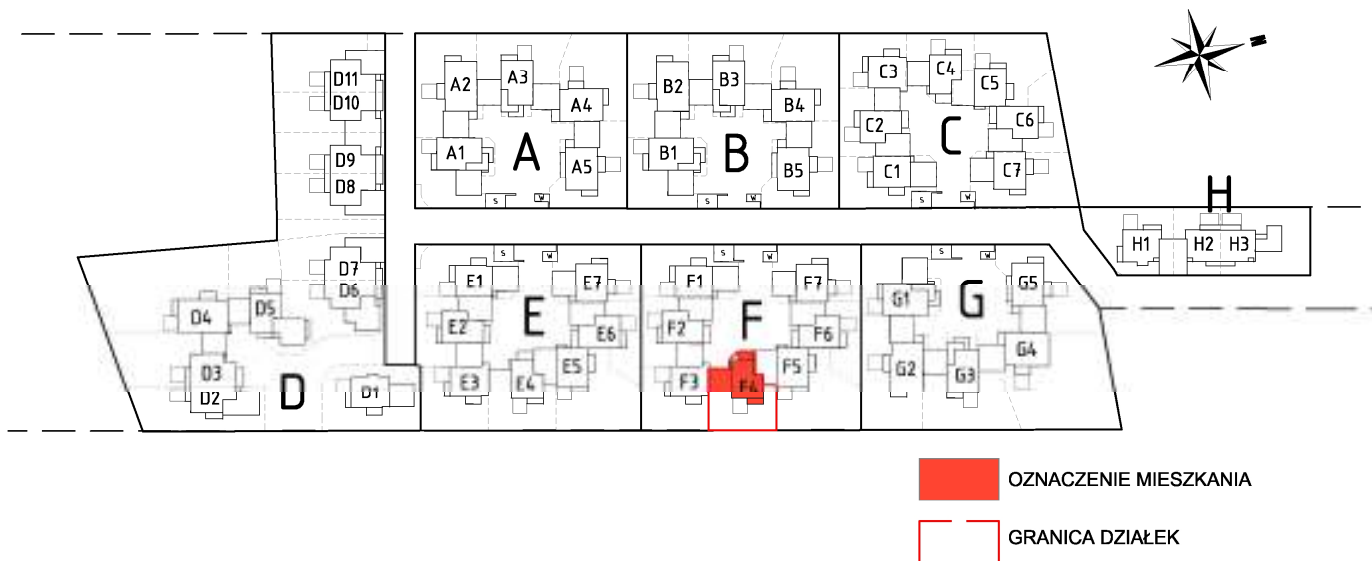 N
D11
D10
D9
D8
D7
D6
D5
D4
D3
D2
D1
D
A2
A3
A4
A1
A
A5
S
W
B2
B3
B4
B1
B
B5
S
W
C3
C4
C5
C2
C
C6
C1
C7
S
W
H
H1
H2
H3
S
W
E1
E7
E2
E
E6
E3
E4
E5
S
W
F1
F7
F2
F
F6
F3
F4
F5
S
W
G1
G
G5
G2
G3
G4
OZNACZENIE MIESZKANIA
GRANICA DZIAŁEK